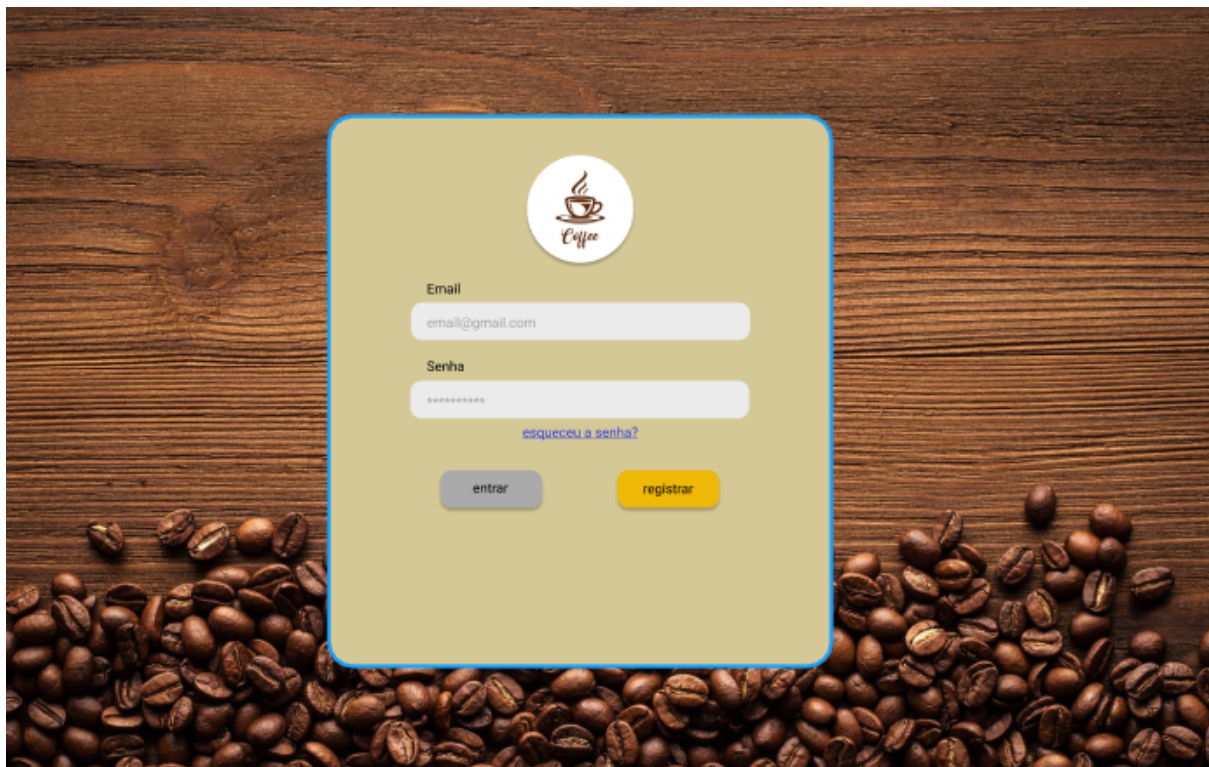 Coffee
Email
email@gmail.com
Senha
**********
esqueceu a senha?
entrar
registrar